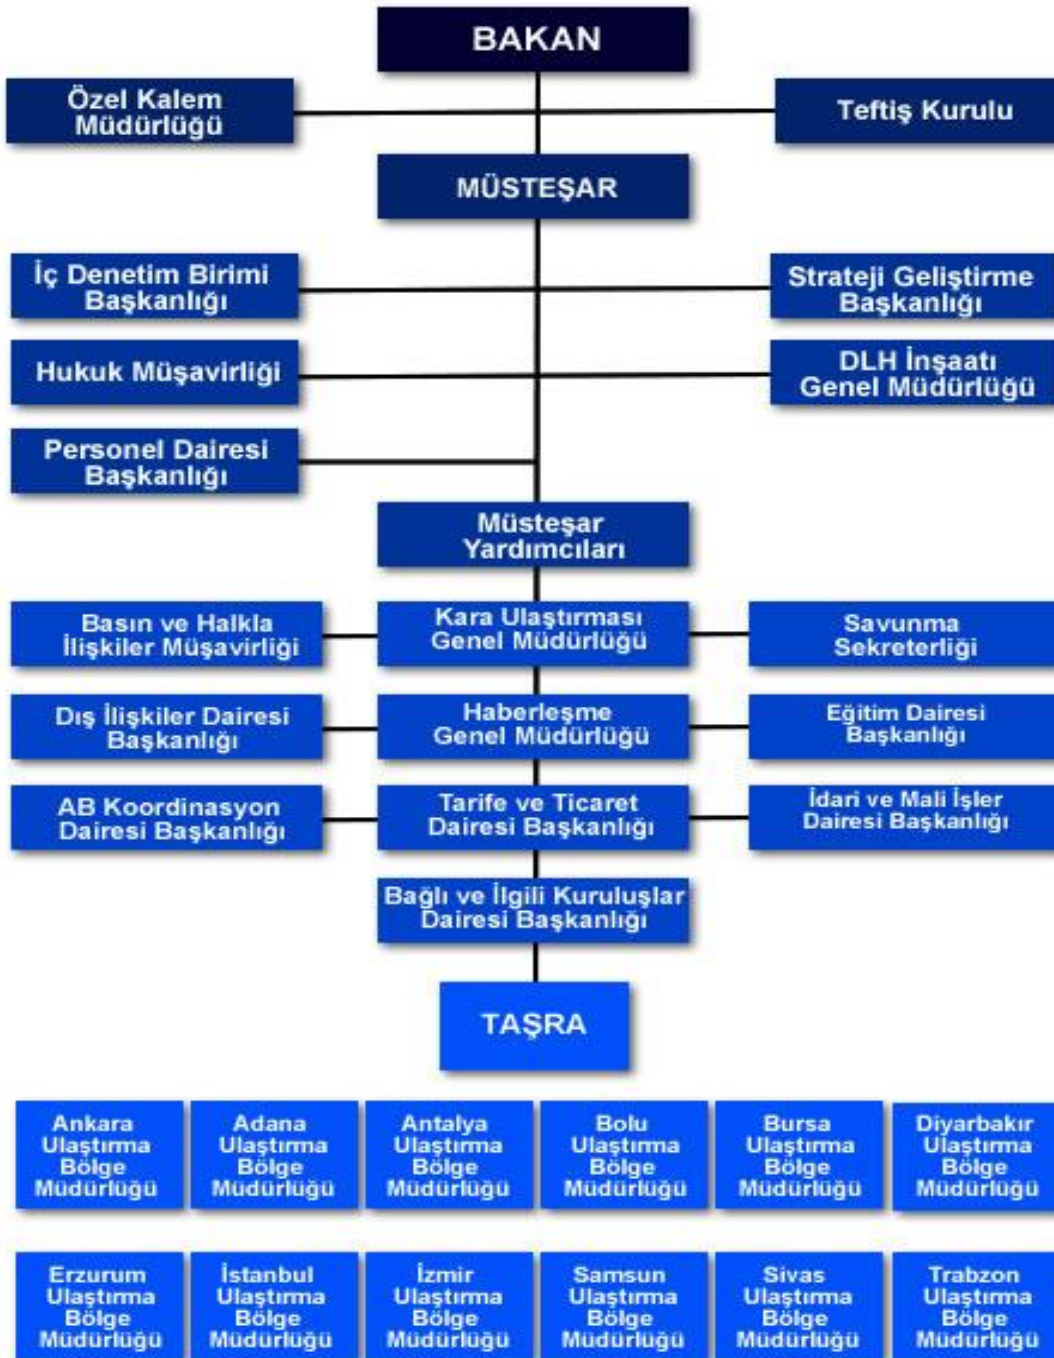 BAKAN
Özel Kalem
Müdürlüğü
Teftiş Kurulu
MÜSTEŞAR
İç Denetim Birimi
Başkanlığı
Strateji Geliştirme
Başkanlığı
Hukuk Müşavirliği
DLH İnşaatı
Genel Müdürlüğü
Personel Dairesi
Başkanlığı
Müsteşar
Yardımcıları
Basın ve Halkla
İlişkiler Müşavirliği
Kara Ulaştırması
Genel Müdürlüğü
Savunma
Sekreterliği
Dış İlişkiler Dairesi
Başkanlığı
Haberleşme
Genel Müdürlüğü
Eğitim Dairesi
Başkanlığı
AB Koordinasyon
Dairesi Başkanlığı
Tarife ve Ticaret
Dairesi Başkanlığı
İdari ve Mali İşler
Dairesi Başkanlığı
Bağlı ve İlgili Kuruluşlar
Dairesi Başkanlığı
TAŞRA
Ankara
Ulaştırma
Bölge
Müdürlüğü
Adana
Ulaştırma
Bölge
Müdürlüğü
Antalya
Ulaştırma
Bölge
Müdürlüğü
Bolu
Ulaştırma
Bölge
Müdürlüğü
Bursa
Ulaştırma
Bölge
Müdürlüğü
Diyarbakır
Ulaştırma
Bölge
Müdürlüğü
Erzurum
Ulaştırma
Bölge
Müdürlüğü
İstanbul
Ulaştırma
Bölge
Müdürlüğü
İzmir
Ulaştırma
Bölge
Müdürlüğü
Samsun
Ulaştırma
Bölge
Müdürlüğü
Sivas
Ulaştırma
Bölge
Müdürlüğü
Trabzon
Ulaştırma
Bölge
Müdürlüğü